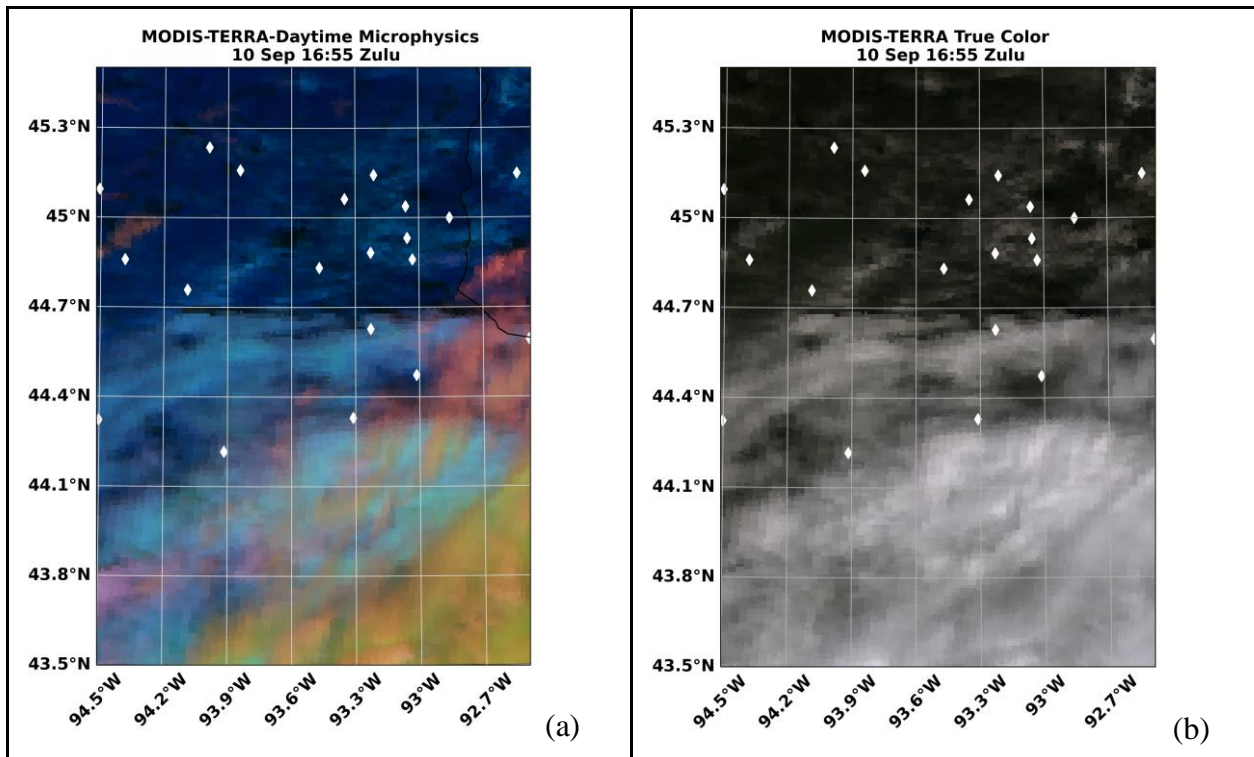 MODIS-TERRA-Daytime Microphysics
10 Sep 16:55 Zulu
45.3°N
45°N
44.7°N
44.4°N
44.1°N
43.8°N
43.5°N
94.5°W
94.2°W
93.9°W
93.6°W
93.3°W
93°W
92.7°W
(a)
MODIS-TERRA True Color
10 Sep 16:55 Zulu
45.3°N
45°N
44.7°N
44.4°N
44.1°N
43.8°N
43.5°N
94.5°W
94.2°W
93.9°W
93.6°W
93.3°W
93°W
92.7°W
(b)